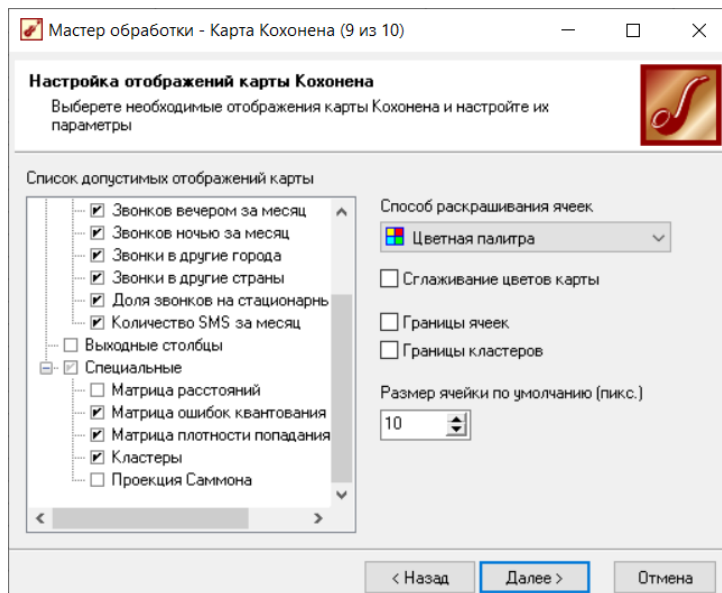 Мастер обработки - Карта Кохонена (9 из 10)
Настройка отображений карты Кохонена
Выберете необходимые отображения карты Кохонена и настройте их
параметры
Список допустимых отображений карты
Звонков вечером за месяц
Звонков ночью за месяц
Звонки в другие города
Звонки в другие страны
Доля звонков на стационарнь
Количество SMS за месяц
Выходные столбцы
Специальные
Матрица расстояний
Матрица ошибок квантования
Матрица плотности попадания
Кластеры
Проекция Саммона
Способ раскрашивания ячеек
Цветная палитра
Сглаживание цветов карты
Границы ячеек
Границы кластеров
Размер ячейки по умолчанию (пикс.)
10
< Назад
Далее >
Отмена